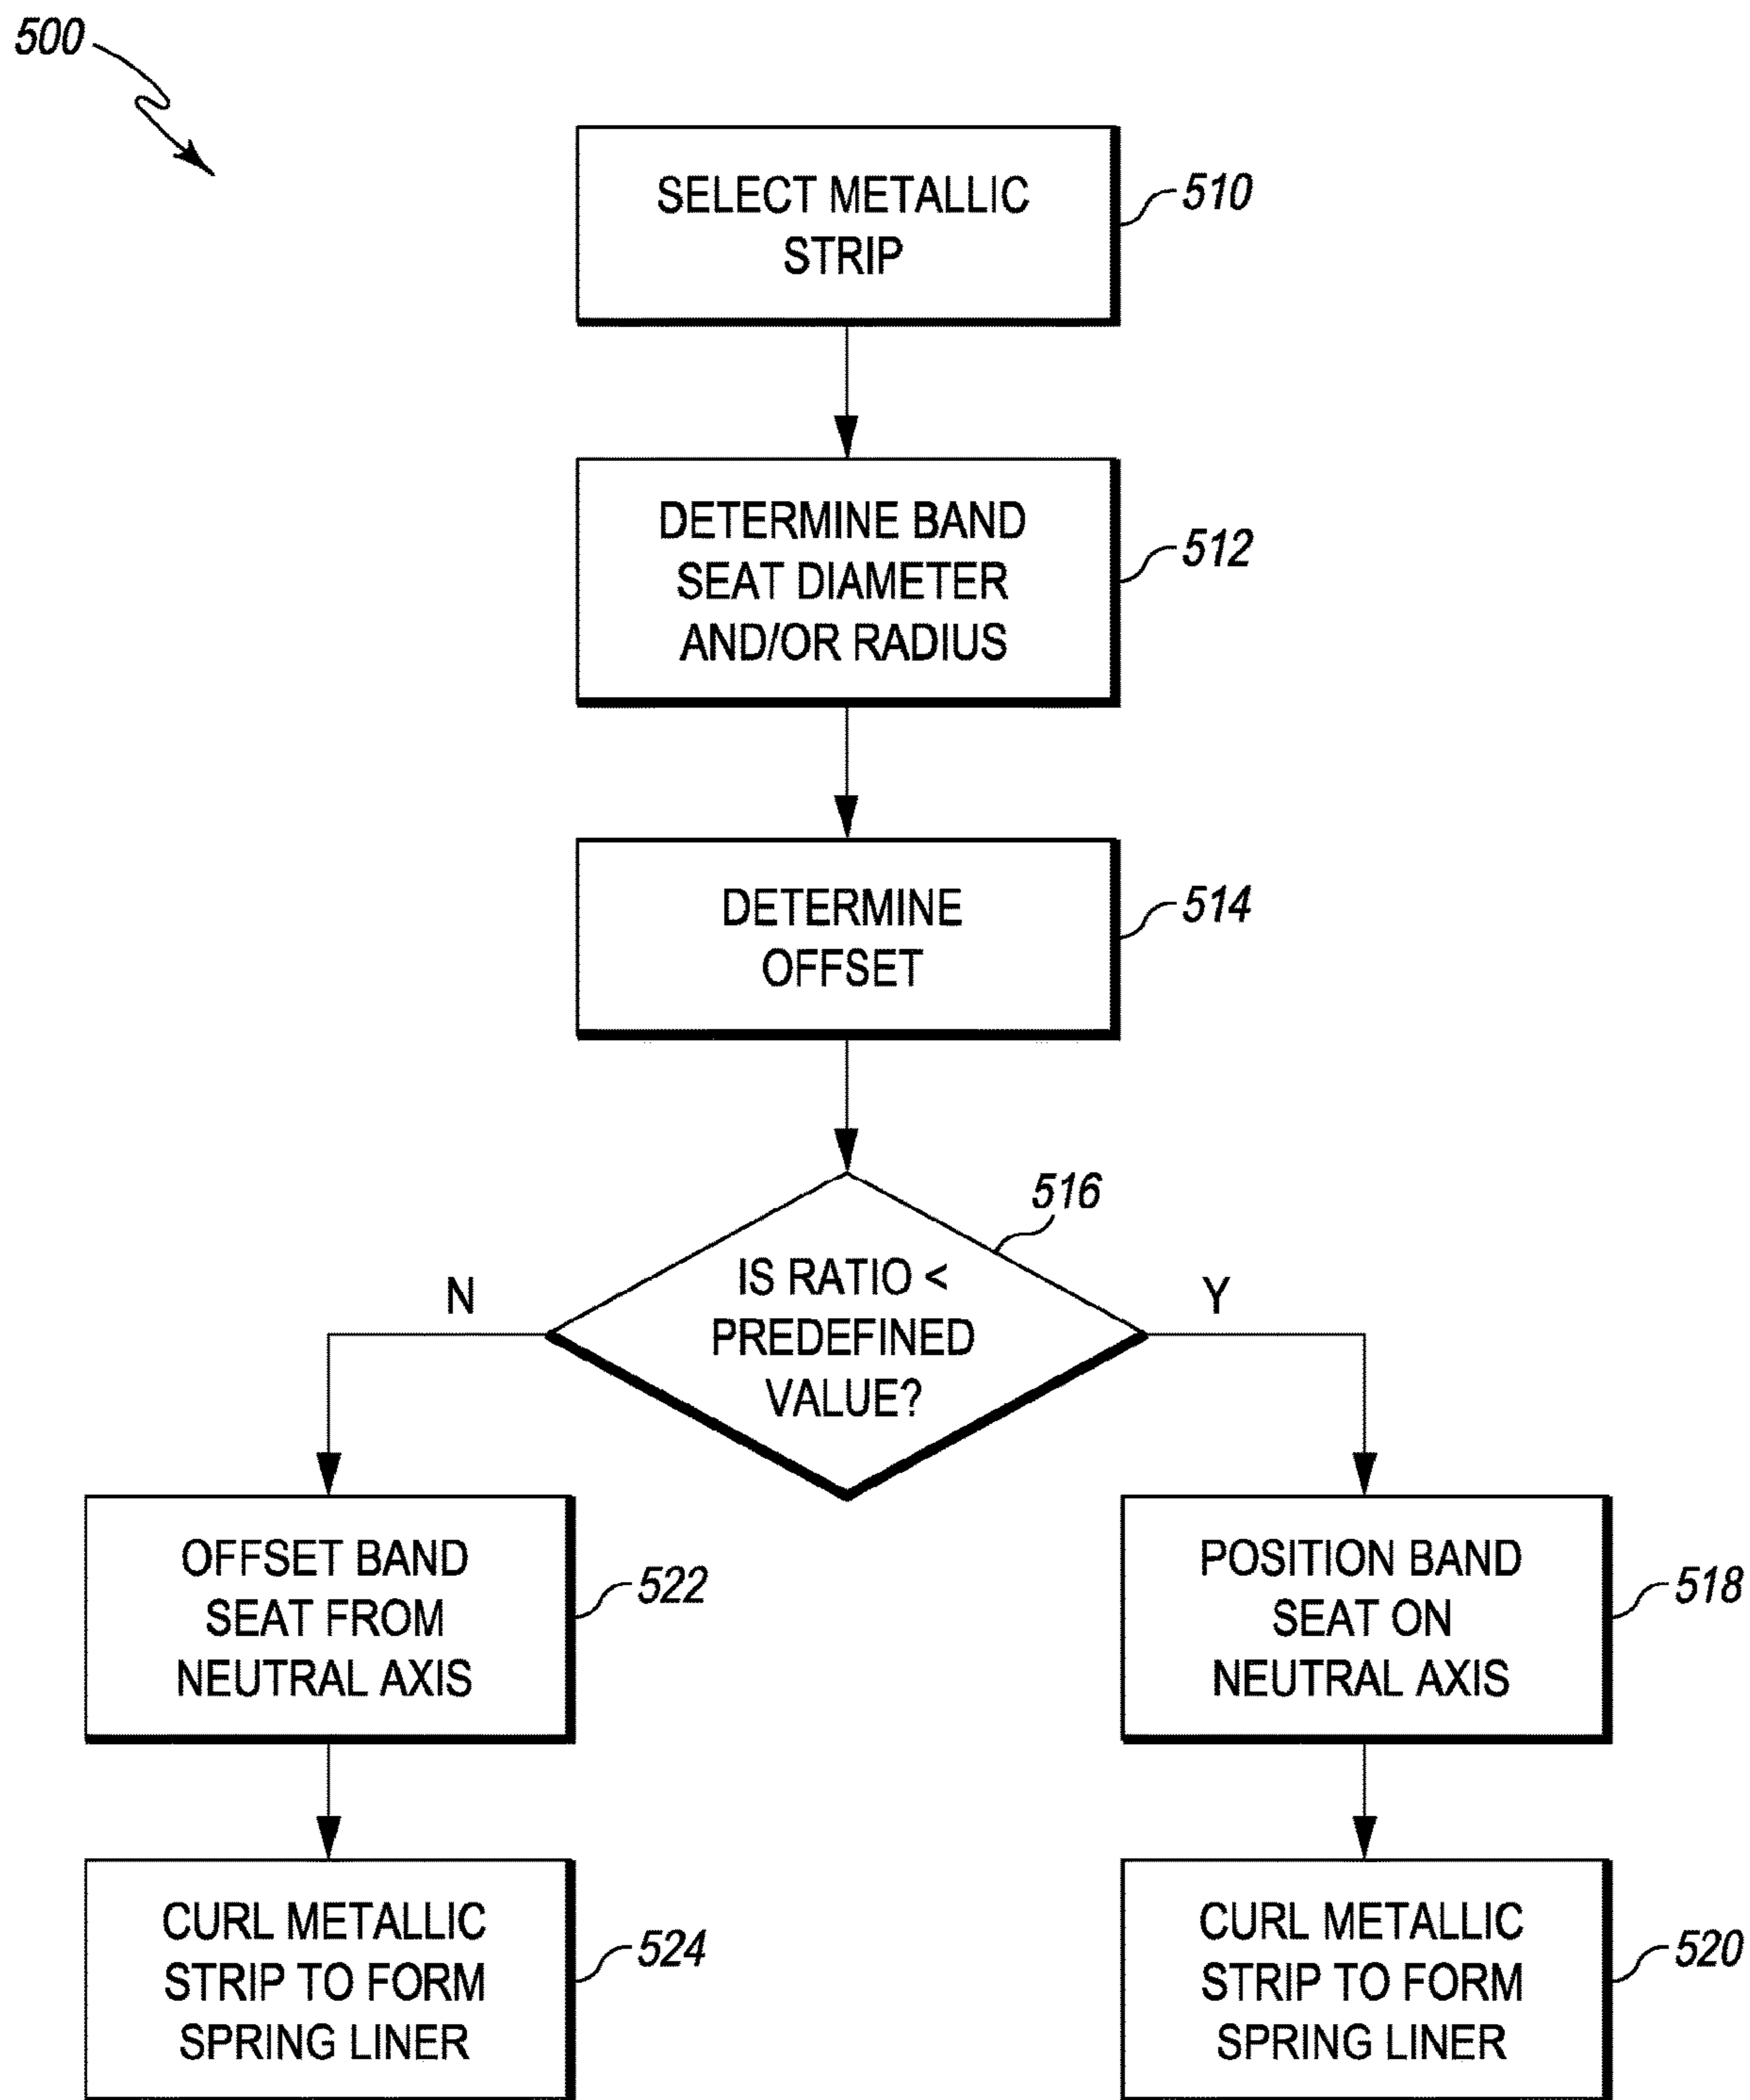 500
SELECT METALLIC
STRIP
510
DETERMINE BAND
SEAT DIAMETER
AND/OR RADIUS
512
DETERMINE
OFFSET
514
516
IS RATIO <
PREDEFINED
VALUE?
N
Y
OFFSET BAND
SEAT FROM
NEUTRAL AXIS
522
POSITION BAND
SEAT ON
NEUTRAL AXIS
518
CURL METALLIC
STRIP TO FORM
SPRING LINER
524
CURL METALLIC
STRIP TO FORM
SPRING LINER
520